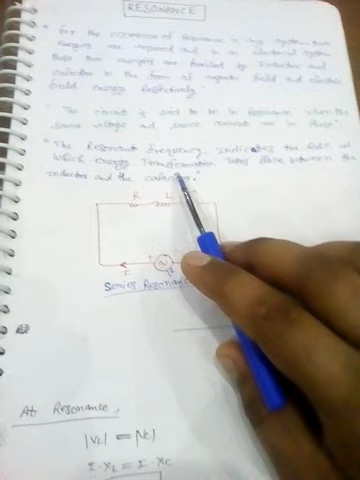 RESONANCE
" For the occurence of Resonance in any system two
Energies are required and in an electrical system
these two energies are furnished by Inductor and
Capacitor in the form of magnetic field and electric
field energy Respectively "
" The circuit is said to be in Resonance when the
source voltage and source current are in Phase "
" The Resonant frequency indicates the Rate at
which Energy Transformation takes place between the
inductor and the capacitor. "
R L
I + V
Series Resonance
At Resonance,
|VL| = |VC|
I . XL = I . XC